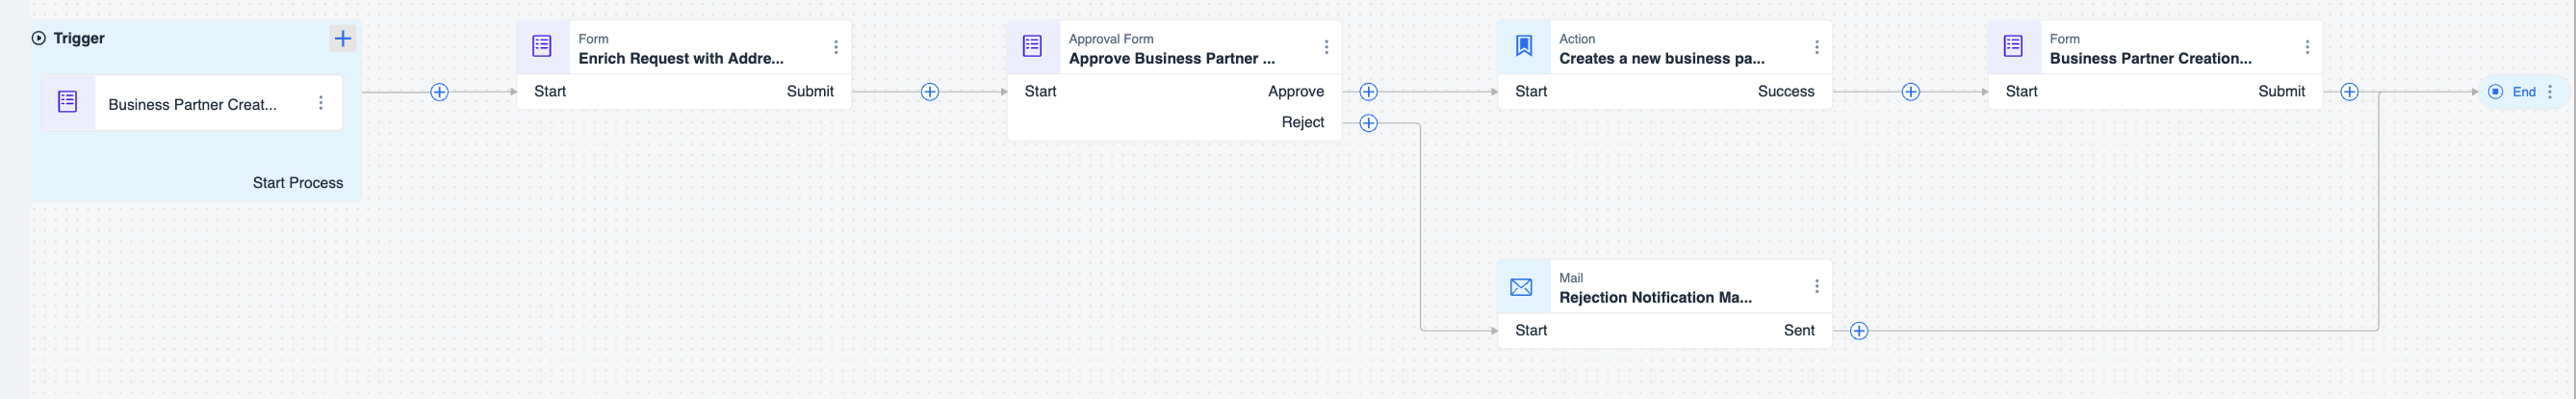 Trigger
Business Partner Creat...
Start Process
Form
Enrich Request with Addre...
Start
Submit
Approval Form
Approve Business Partner ...
Start
Approve
Reject
Action
Creates a new business pa...
Start
Success
Form
Business Partner Creation...
Start
Submit
End
Mail
Rejection Notification Ma...
Start
Sent